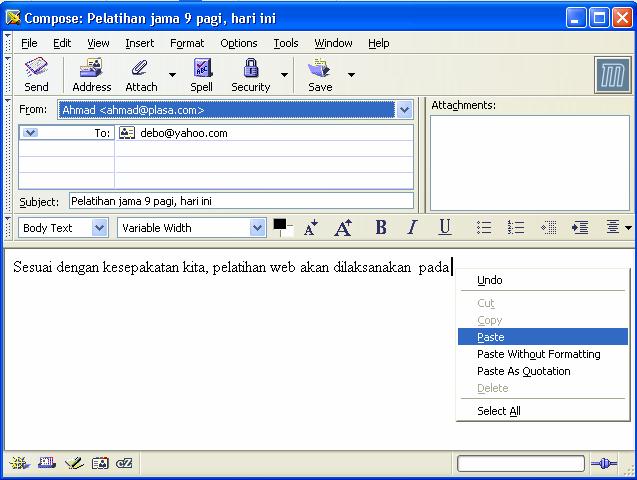 Compose: Pelatihan jama 9 pagi, hari ini
File Edit View Insert Format Options Tools Window Help
Send Address Attach Spell Security Save
From: Ahmad <ahmad@plasa.com>
Attachments:
To: debo@yahoo.com
Subject: Pelatihan jama 9 pagi, hari ini
Body Text Variable Width A A B I U
Sesuai dengan kesepakatan kita, pelatihan web akan dilaksanakan pada
Undo
Cut
Copy
Paste
Paste Without Formatting
Paste As Quotation
Delete
Select All